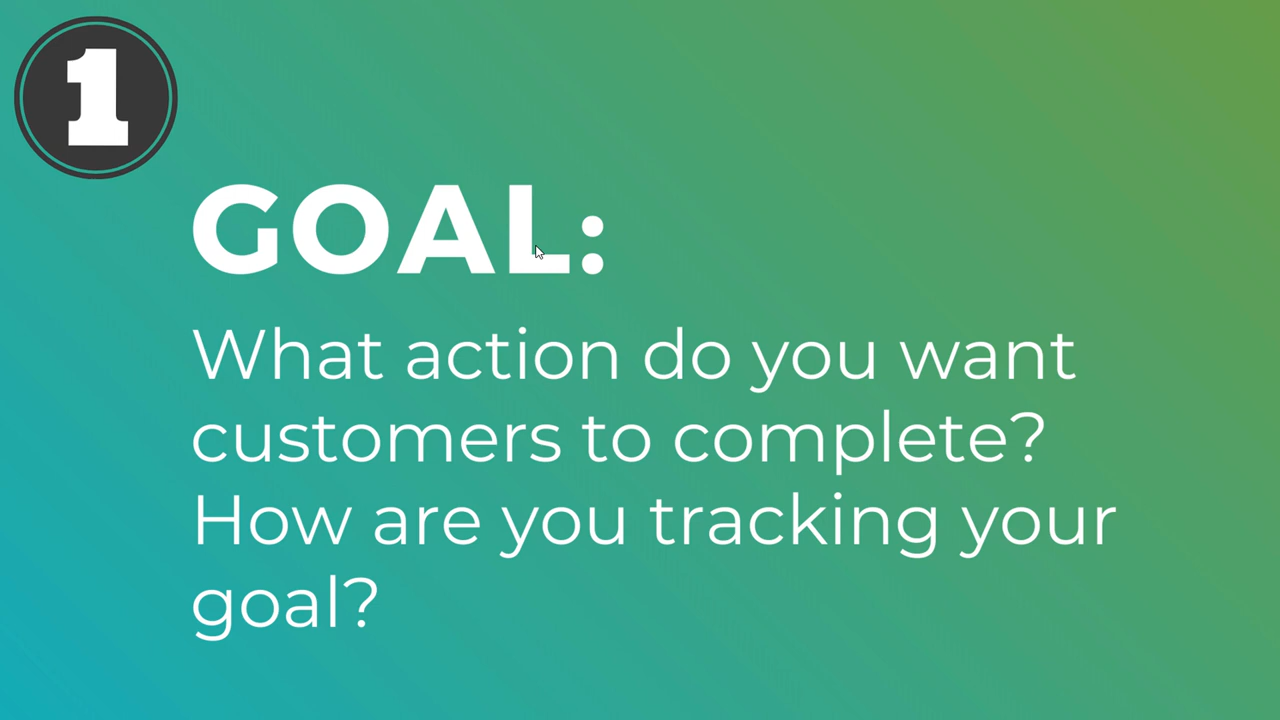 1
GOAL:
What action do you want
customers to complete?
How are you tracking your
goal?